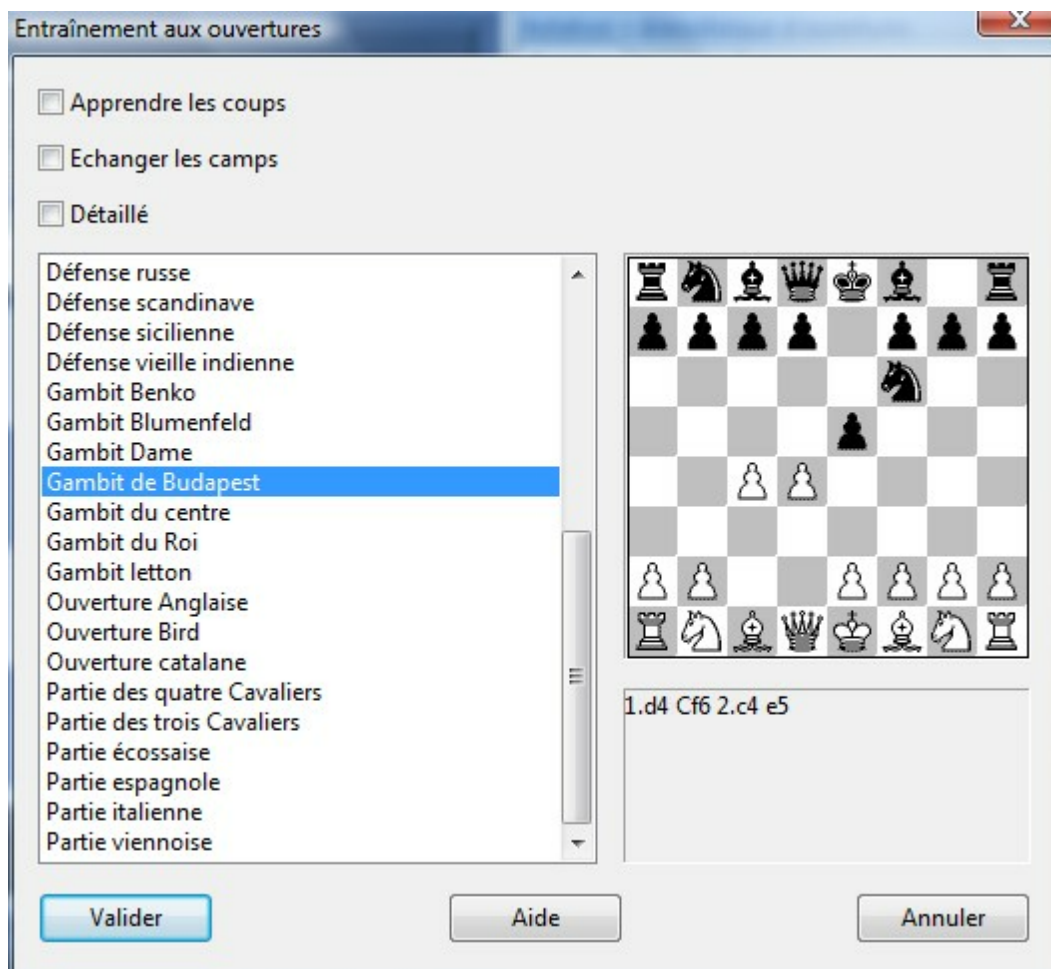 Entraînement aux ouvertures
Apprendre les coups
Echanger les camps
Détaillé
Défense russe
Défense scandinave
Défense sicilienne
Défense vieille indienne
Gambit Benko
Gambit Blumenfeld
Gambit Dame
Gambit de Budapest
Gambit du centre
Gambit du Roi
Gambit letton
Ouverture Anglaise
Ouverture Bird
Ouverture catalane
Partie des quatre Cavaliers
Partie des trois Cavaliers
Partie écossaise
Partie espagnole
Partie italienne
Partie viennoise
1.d4 Cf6 2.c4 e5
Valider
Aide
Annuler